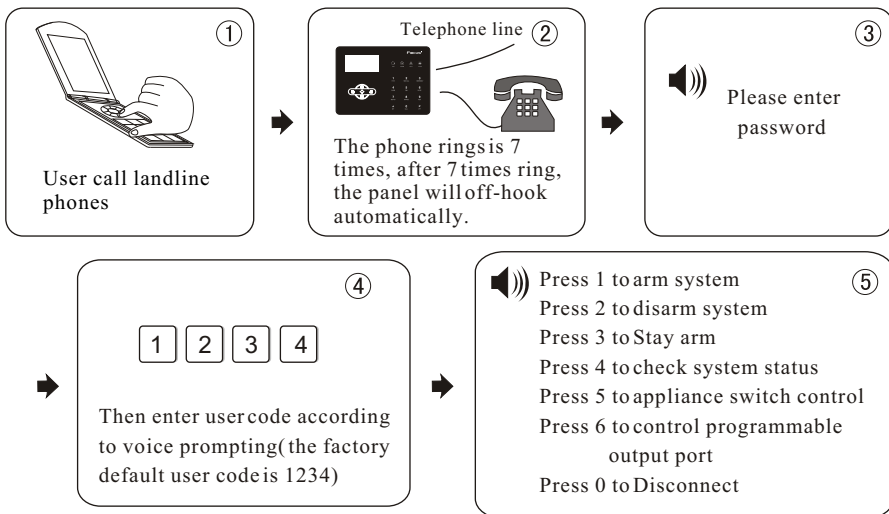 ①
User call landline
phones
Telephone line ②
Focus
The phone rings is 7
times, after 7 times ring,
the panel will off-hook
automatically.
③
Please enter
password
④
1 2 3 4
Then enter user code according
to voice prompting( the factory
default user code is 1234)
⑤
Press 1 to arm system
Press 2 to disarm system
Press 3 to Stay arm
Press 4 to check system status
Press 5 to appliance switch control
Press 6 to control programmable
output port
Press 0 to Disconnect